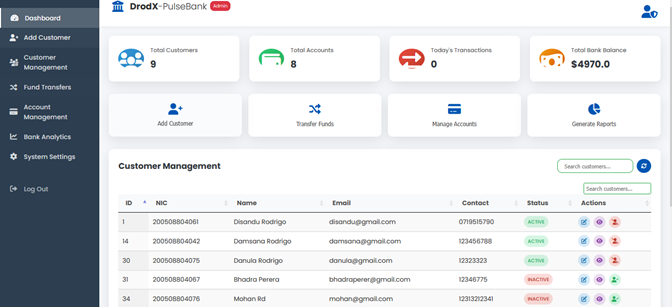 DrodX-PulseBank Admin
Dashboard
Add Customer
Customer
Management
Fund Transfers
Account
Management
Bank Analytics
System Settings
Log Out
Total Customers
9
Total Accounts
8
Today's Transactions
0
Total Bank Balance
$4970.0
Add Customer
Transfer Funds
Manage Accounts
Generate Reports
Customer Management
Search customers...
Search customers...
ID NIC Name Email Contact Status Actions
1 200508804061 Disandu Rodrigo disandu@gmail.com 0719515790 ACTIVE
14 200508804042 Damsana Rodrigo damsana@gmail.com 123456788 ACTIVE
30 200508804075 Danula Rodrigo danula@gmail.com 12323323 ACTIVE
31 200508804067 Bhadra Perera bhadraperer@gmail.com 12346775 INACTIVE
34 200508804076 Mohan Rd mohan@gmail.com 1231321234​1 INACTIVE